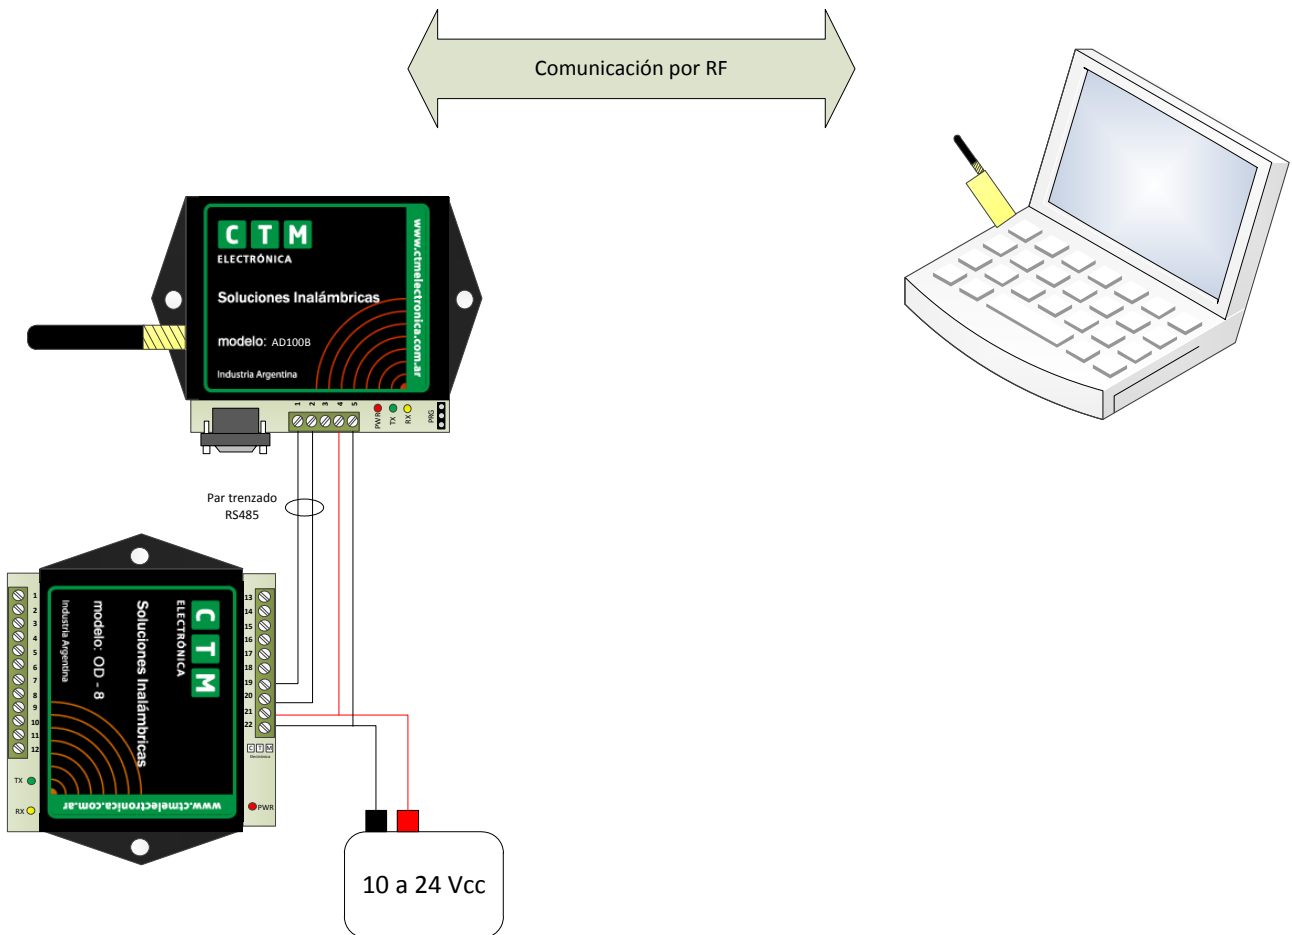 Comunicación por RF
C T M
ELECTRÓNICA
Soluciones Inalámbricas
modelo: AD100B
Industria Argentina
www.ctmelectronica.com.ar
1 2 3 4 5
PWR TX RX PRG
Par trenzado
RS485
1
2
3
4
5
6
7
8
9
10
11
12
TX
RX
C T M
ELECTRÓNICA
Soluciones Inalámbricas
modelo: OD - 8
Industria Argentina
www.ctmelectronica.com.ar
13
14
15
16
17
18
19
20
21
22
C T M
Electrónica
PWR
10 a 24 Vcc